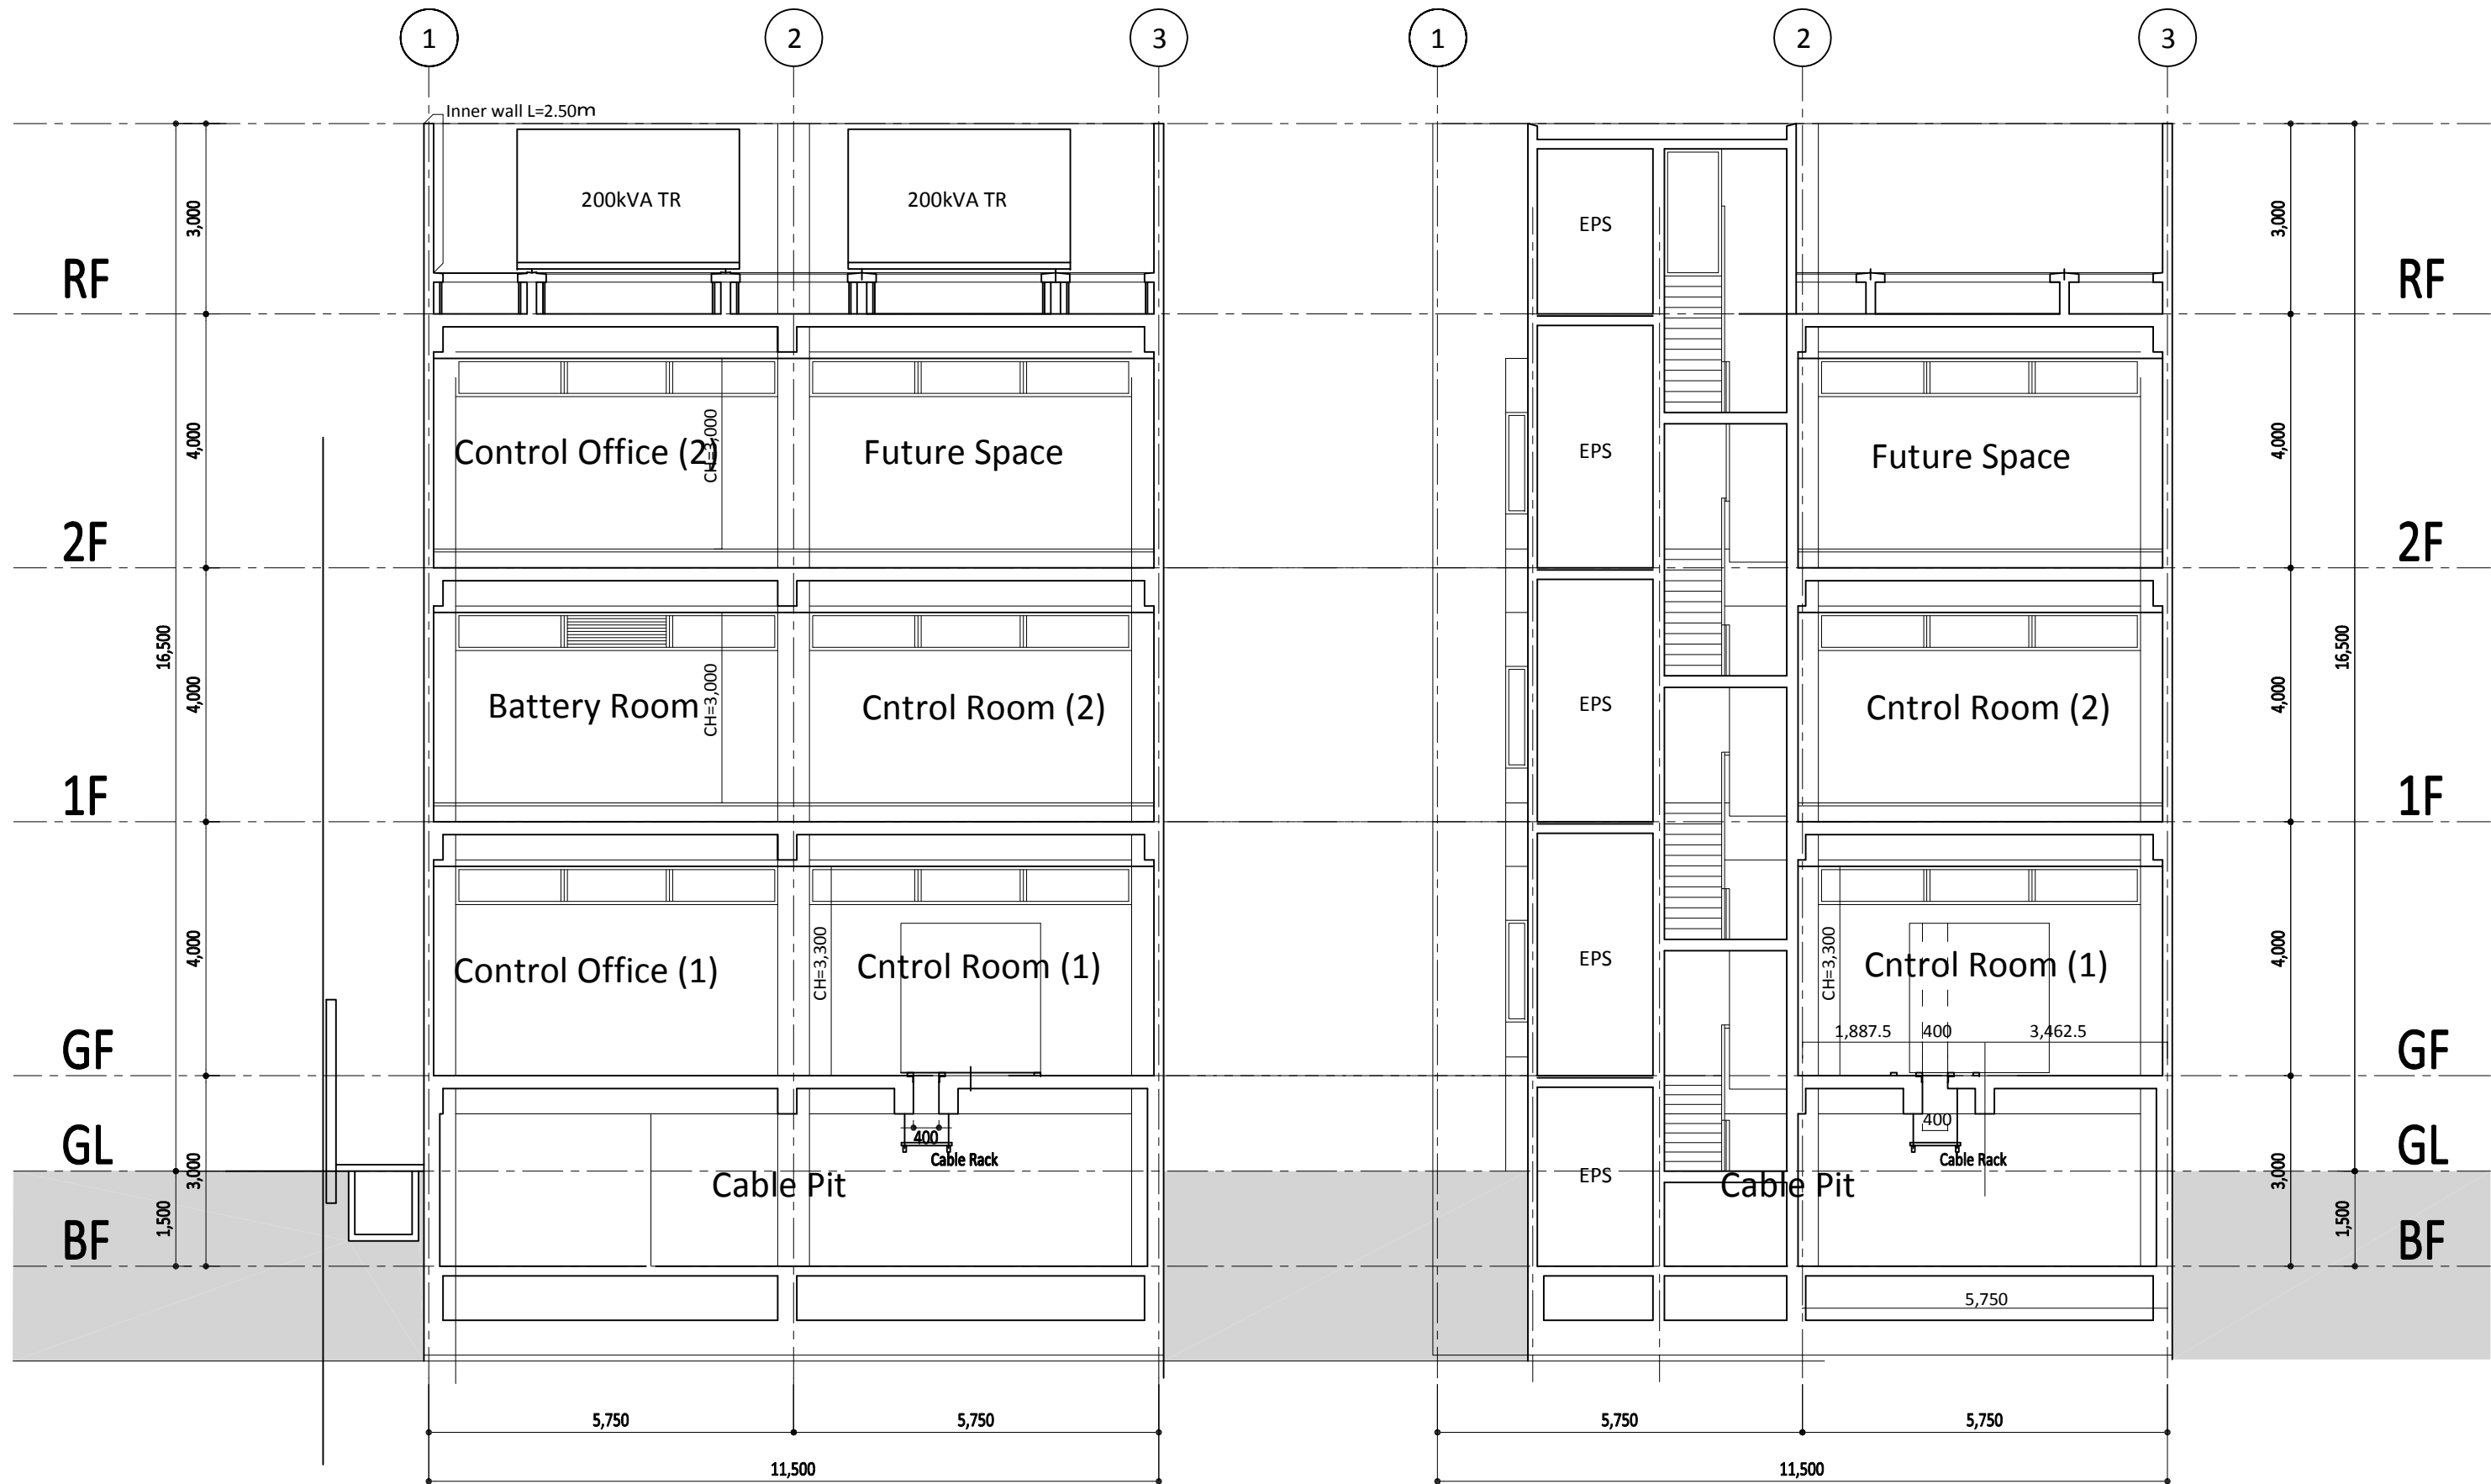 1 2 3 1 2 3
Inner wall L=2.50m
200kVA TR 200kVA TR
EPS
3,000 3,000
RF RF
Control Office (2) CH=3,000 Future Space
EPS
Future Space
4,000 4,000
2F 2F
16,500 16,500
Battery Room CH=3,000 Cntrol Room (2)
EPS
Cntrol Room (2)
4,000 4,000
1F 1F
Control Office (1) CH=3,300 Cntrol Room (1)
EPS
CH=3,300 Cntrol Room (1)
4,000 4,000
1,887.5 400 3,462.5
GF GF
400 400
GL GL
Cable Rack Cable Rack
3,000 3,000
Cable Pit EPS Cable Pit
1,500 1,500
BF BF
5,750
5,750 5,750 5,750 5,750
11,500 11,500